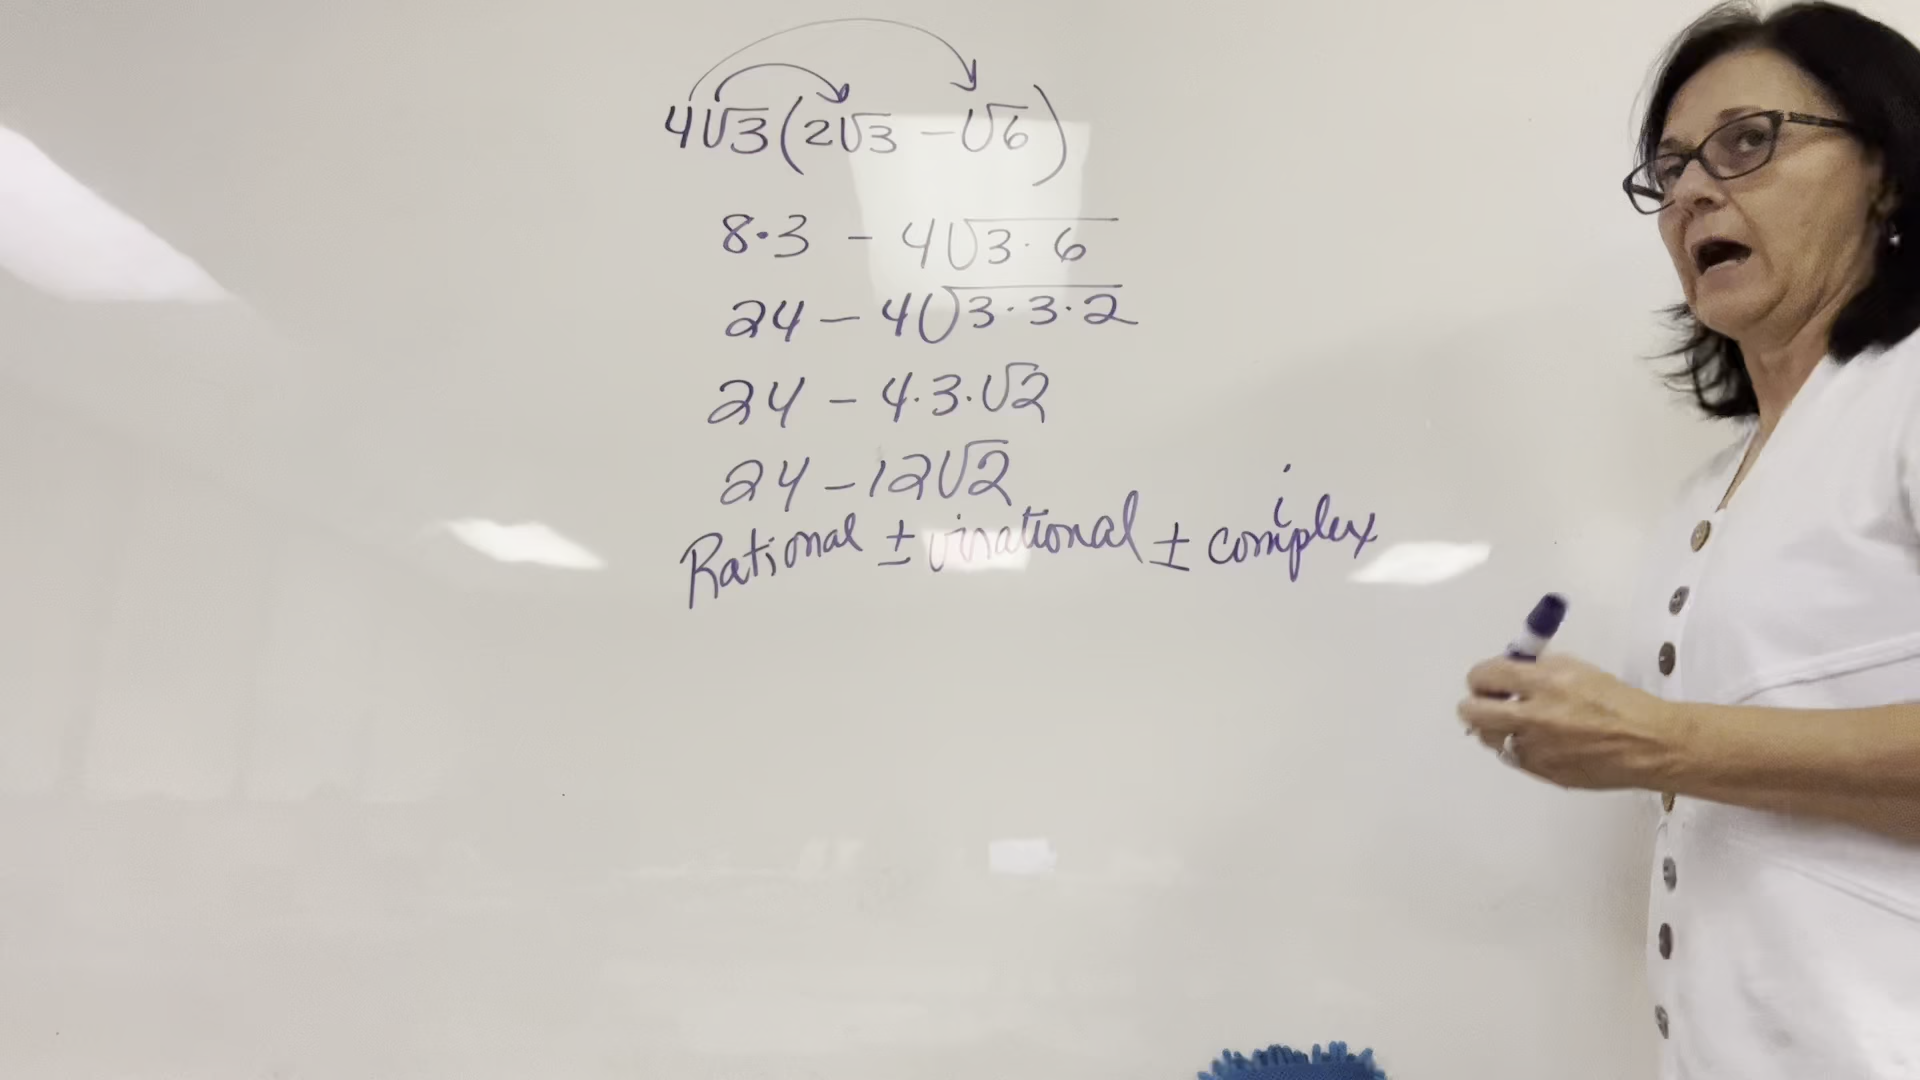 4√3(2√3 - √6)
8·3 - 4√3·6
24 - 4√3·3·2
24 - 4·3·√2
24 - 12√2
i
Rational ± irrational ± complex